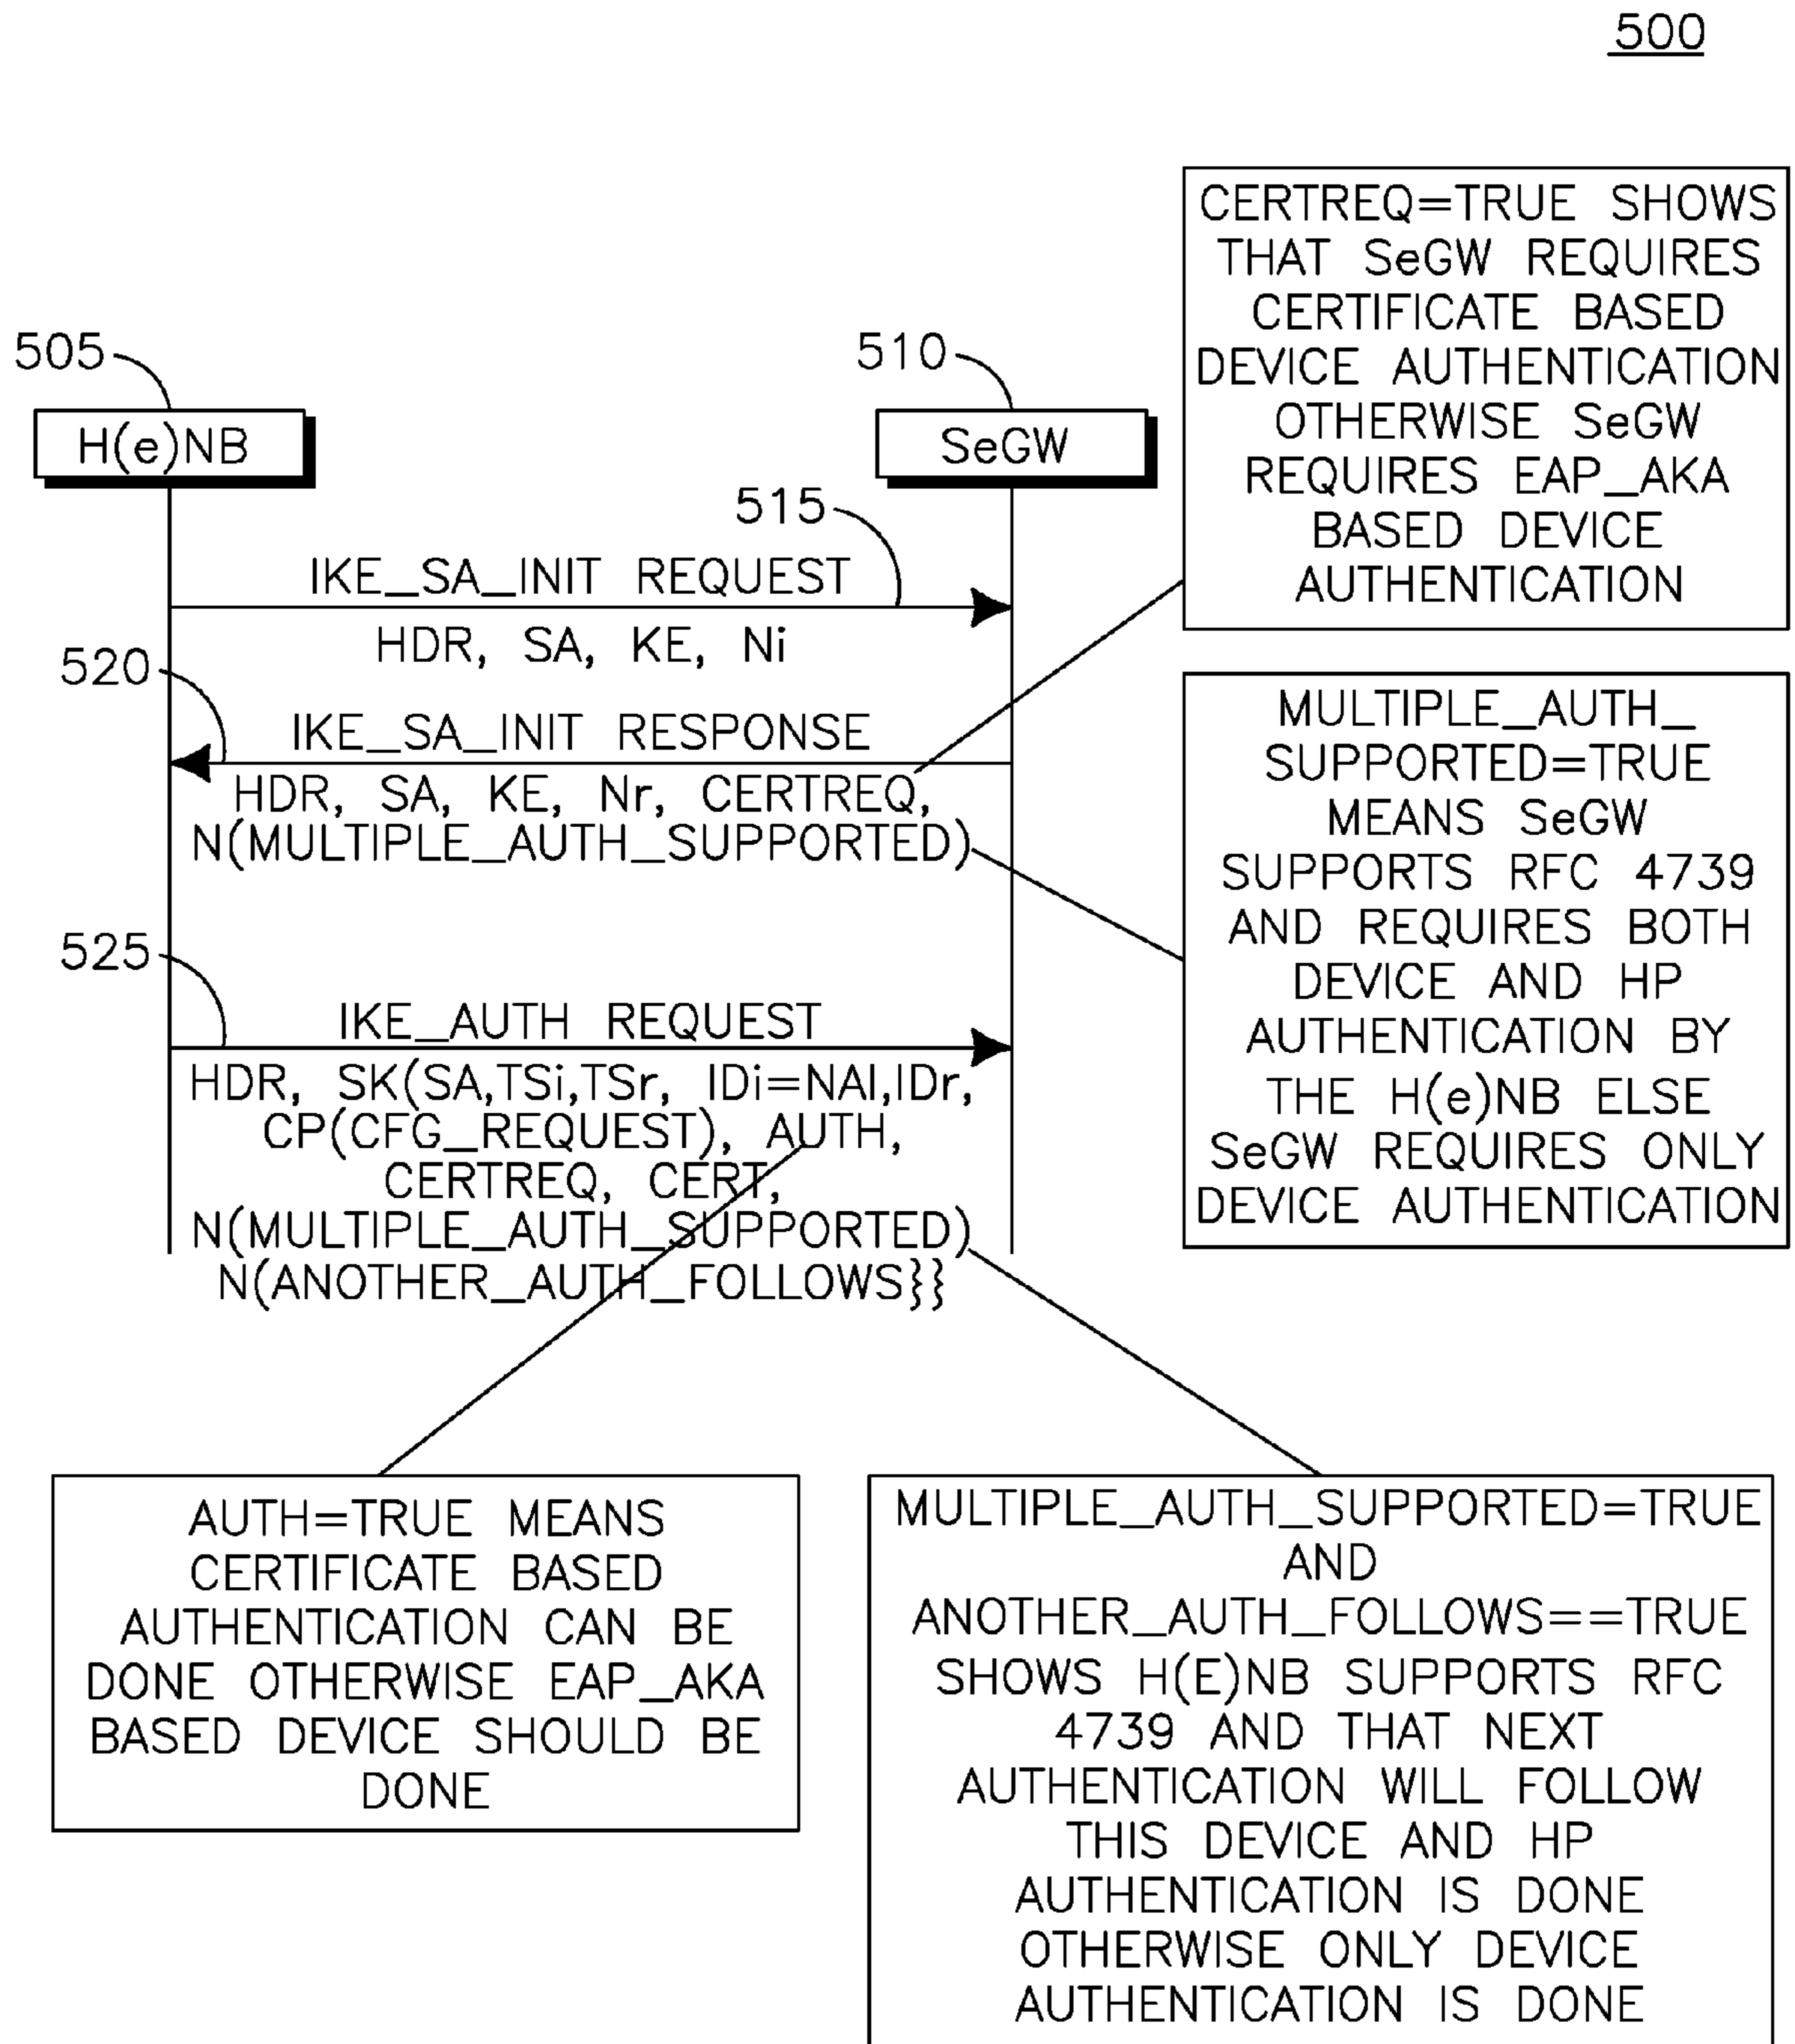 500
CERTREQ=TRUE SHOWS
THAT SeGW REQUIRES
CERTIFICATE BASED
DEVICE AUTHENTICATION
OTHERWISE SeGW
REQUIRES EAP_AKA
BASED DEVICE
AUTHENTICATION
505
510
H(e)NB
SeGW
515
IKE_SA_INIT REQUEST
HDR, SA, KE, Ni
520
IKE_SA_INIT RESPONSE
HDR, SA, KE, Nr, CERTREQ,
N(MULTIPLE_AUTH_SUPPORTED)
MULTIPLE_AUTH_
SUPPORTED=TRUE
MEANS SeGW
SUPPORTS RFC 4739
AND REQUIRES BOTH
DEVICE AND HP
AUTHENTICATION BY
THE H(e)NB ELSE
SeGW REQUIRES ONLY
DEVICE AUTHENTICATION
525
IKE_AUTH REQUEST
HDR, SK(SA,TSi,TSr, IDi=NAI,IDr,
CP(CFG_REQUEST), AUTH,
CERTREQ, CERT,
N(MULTIPLE_AUTH_SUPPORTED)
N(ANOTHER_AUTH_FOLLOWS}}
AUTH=TRUE MEANS
CERTIFICATE BASED
AUTHENTICATION CAN BE
DONE OTHERWISE EAP_AKA
BASED DEVICE SHOULD BE
DONE
MULTIPLE_AUTH_SUPPORTED=TRUE
AND
ANOTHER_AUTH_FOLLOWS==TRUE
SHOWS H(E)NB SUPPORTS RFC
4739 AND THAT NEXT
AUTHENTICATION WILL FOLLOW
THIS DEVICE AND HP
AUTHENTICATION IS DONE
OTHERWISE ONLY DEVICE
AUTHENTICATION IS DONE